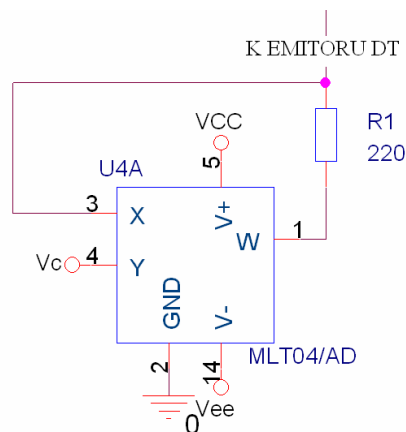 K EMITORU DT
VCC
R1
220
U4A
5
3
X
V+
W
1
4
Y
Vc
GND
V-
2
14
MLT04/AD
0
Vee